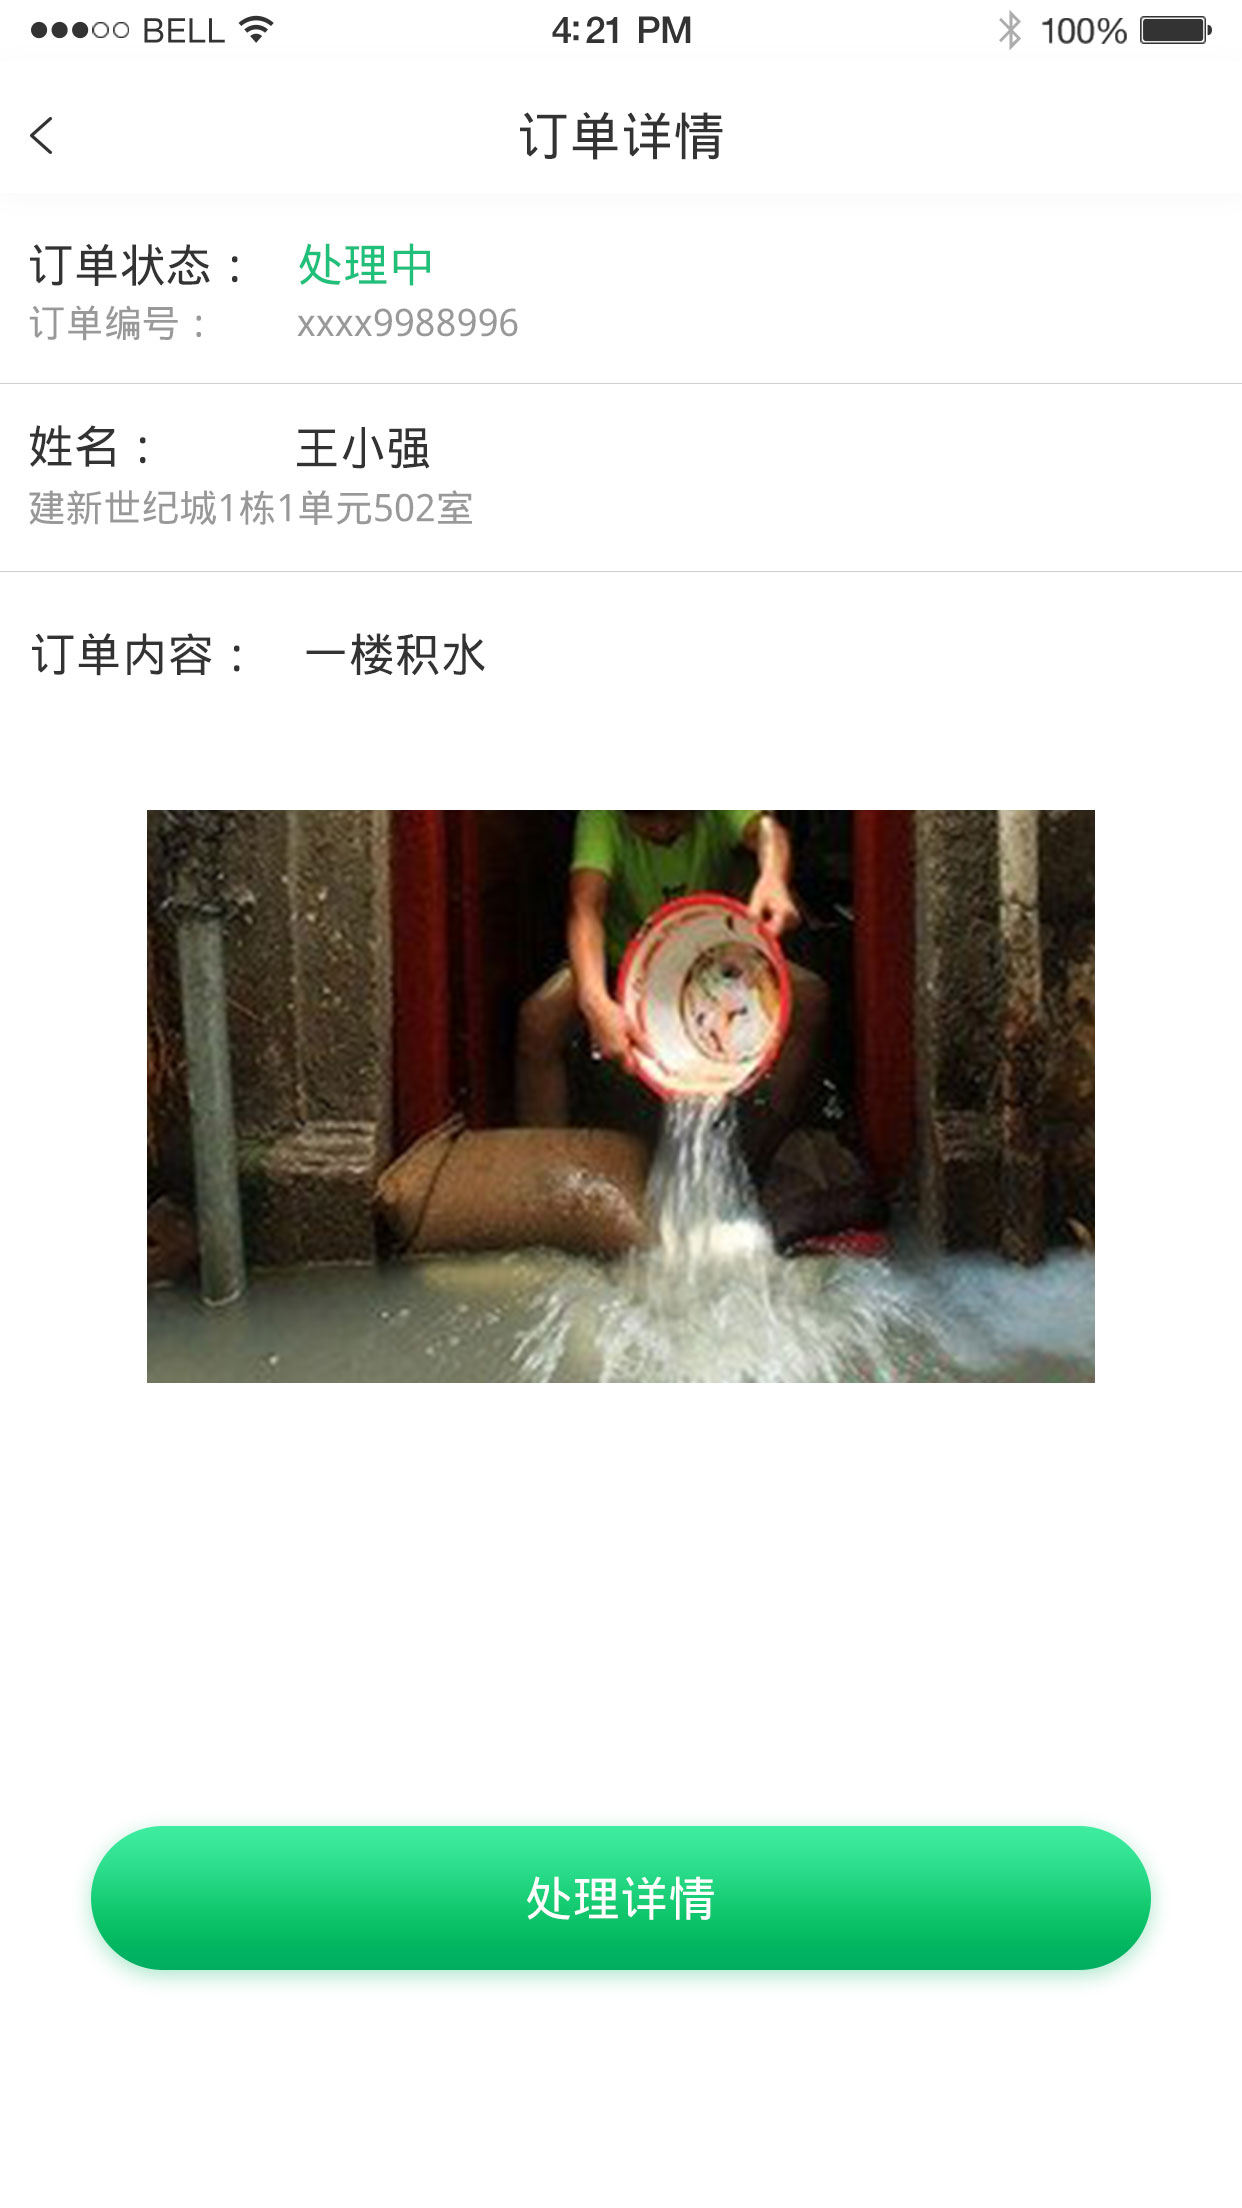 BELL 4:21 PM 100%
订单详情
订单状态： 处理中
订单编号： xxxx9988996
姓名： 王小强
建新世纪城1栋1单元502室
订单内容： 一楼积水
处理详情